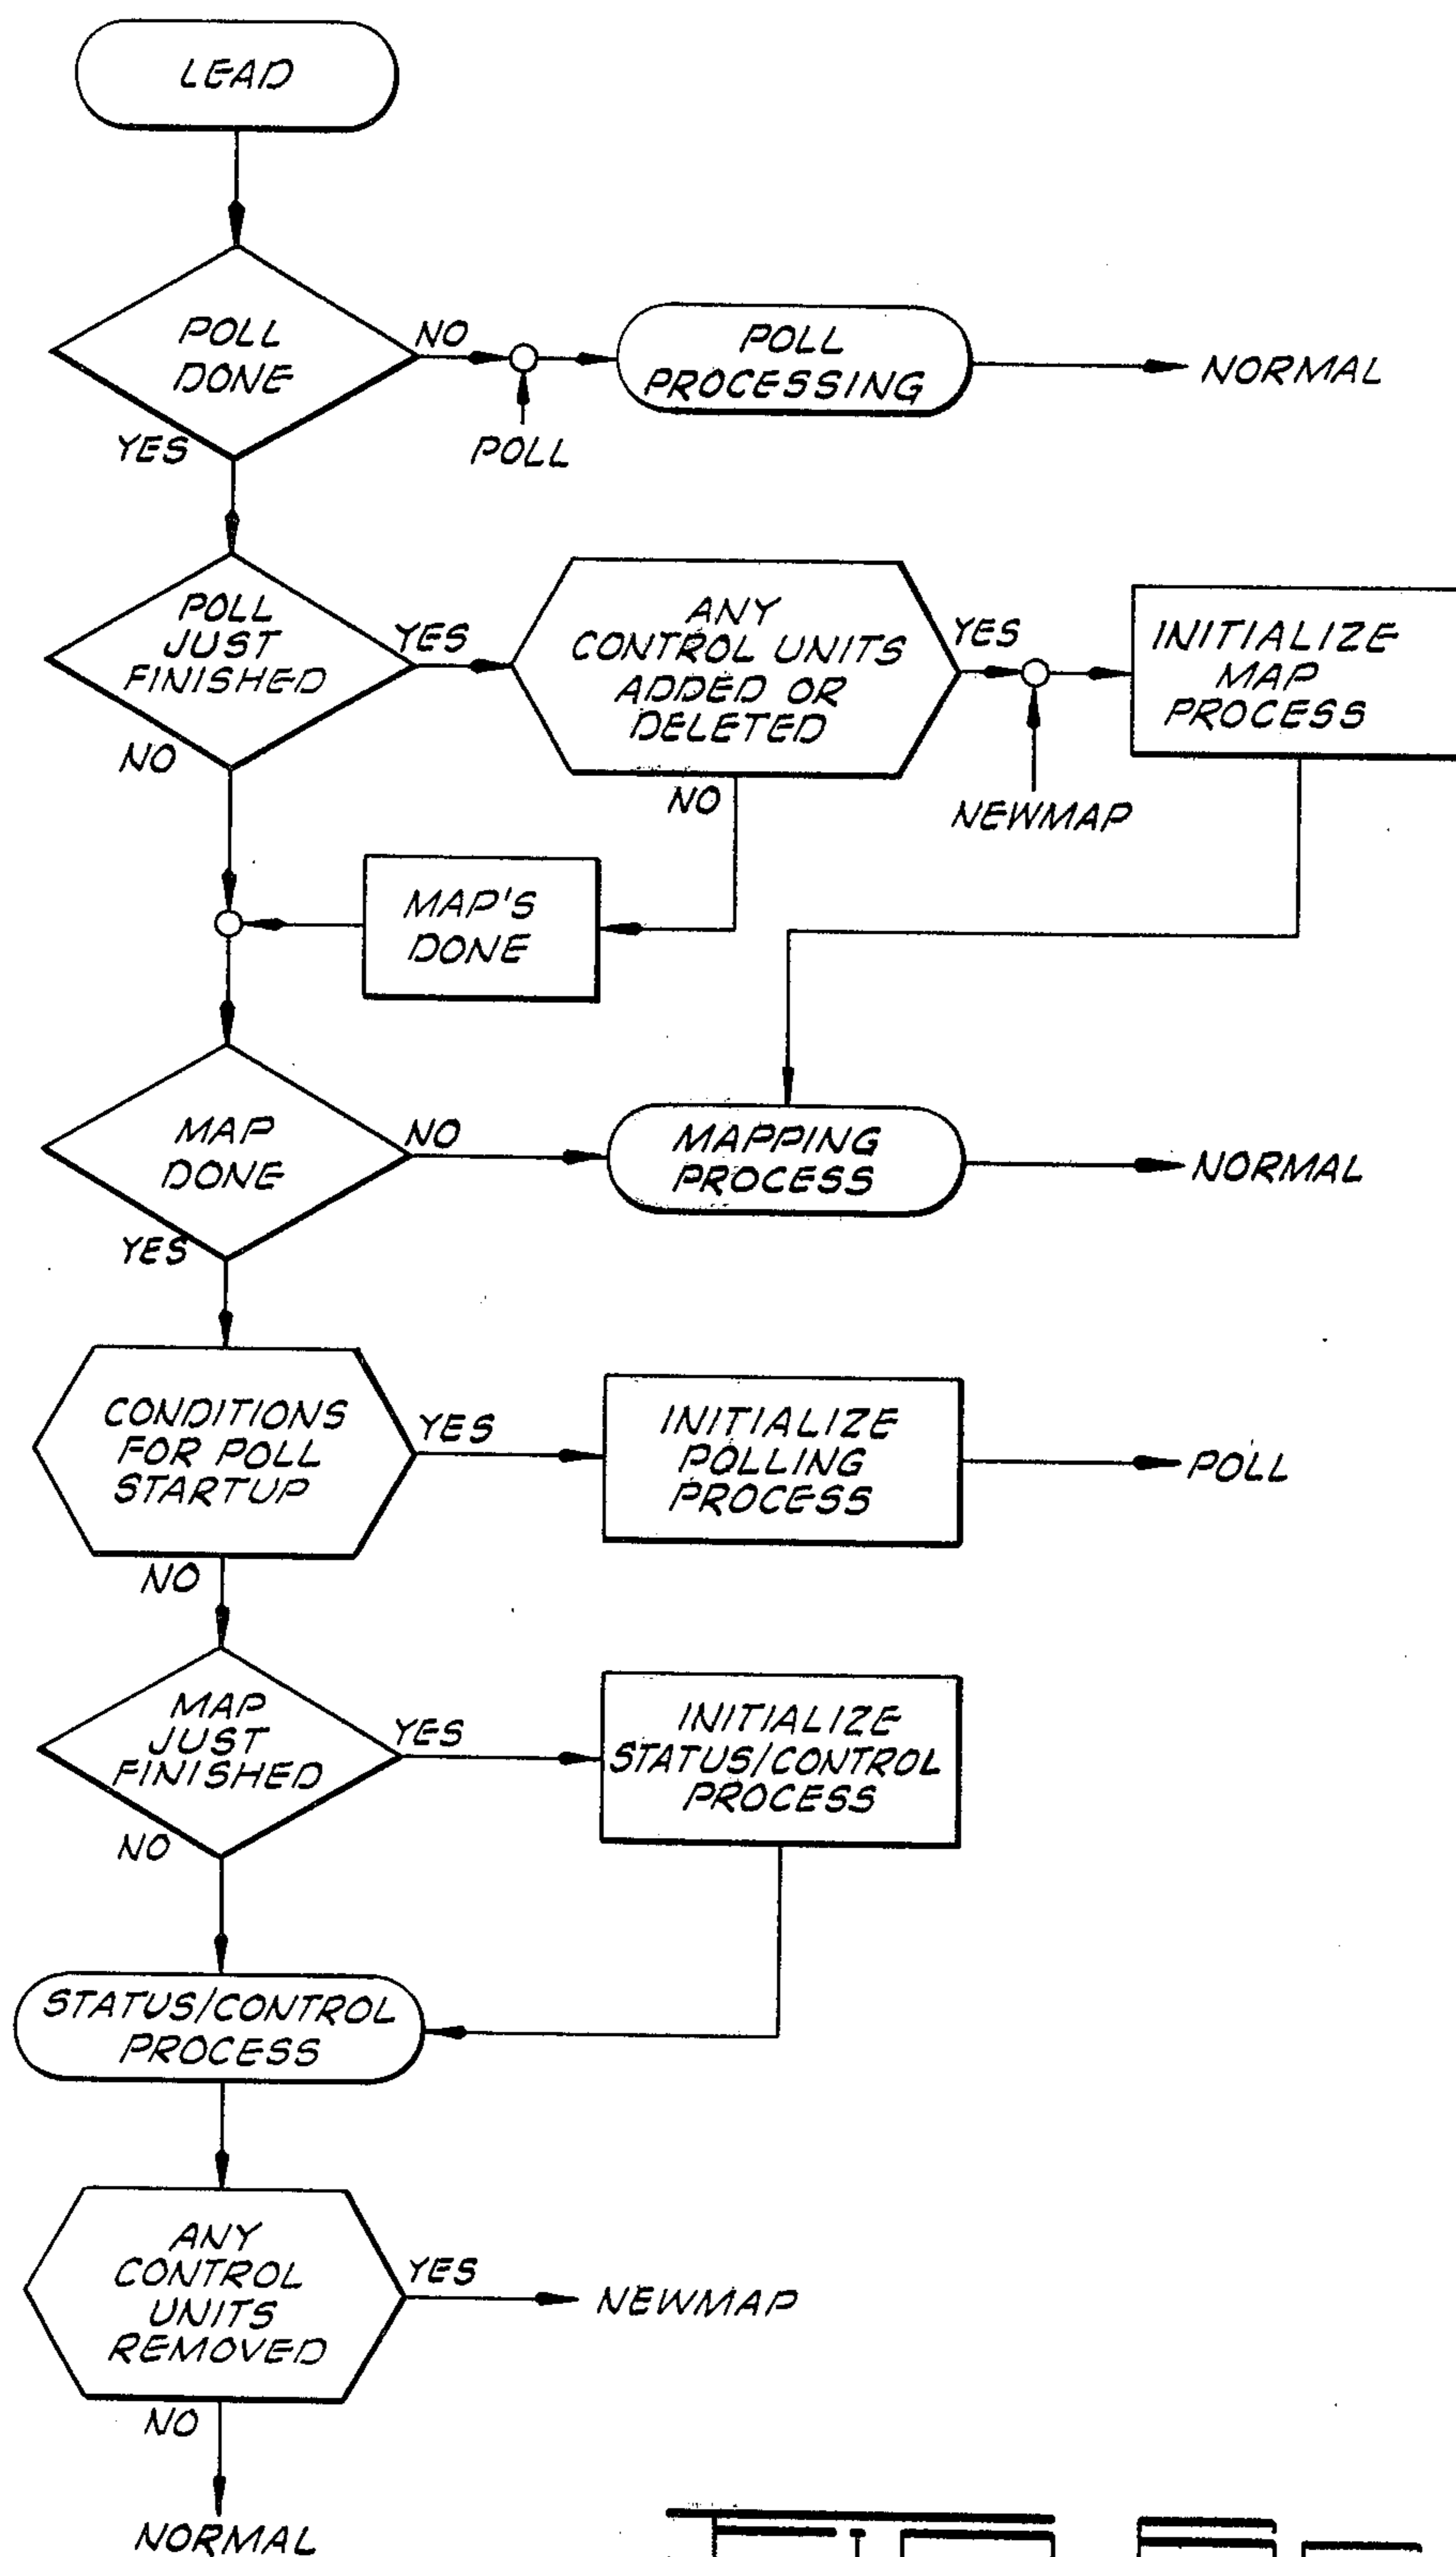 LEAD
POLL
DONE
NO
POLL
PROCESSING
NORMAL
POLL
YES
POLL
JUST
FINISHED
YES
ANY
CONTROL UNITS
ADDED OR
DELETED
YES
INITIALIZE
MAP
PROCESS
NEWMAP
NO
NO
MAP'S
DONE
MAP
DONE
NO
MAPPING
PROCESS
NORMAL
YES
CONDITIONS
FOR POLL
STARTUP
YES
INITIALIZE
POLLING
PROCESS
POLL
NO
MAP
JUST
FINISHED
YES
INITIALIZE
STATUS/CONTROL
PROCESS
NO
STATUS/CONTROL
PROCESS
ANY
CONTROL
UNITS
REMOVED
YES
NEWMAP
NO
NORMAL